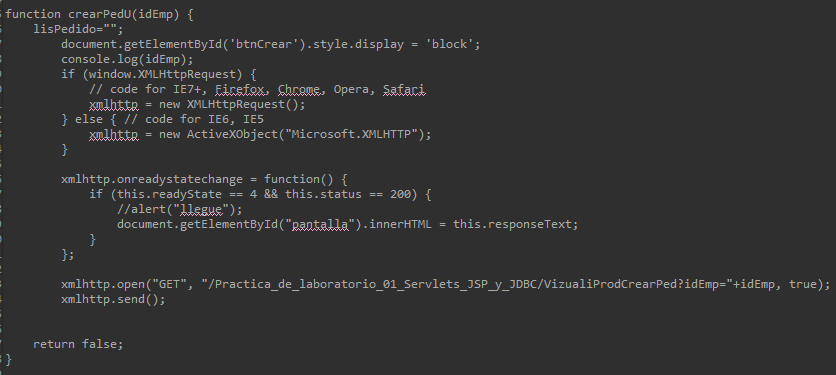 function crearPedU(idEmp) {
lisPedido="";
document.getElementById('btnCrear').style.display = 'block';
console.log(idEmp);
if (window.XMLHttpRequest) {
// code for IE7+, Firefox, Chrome, Opera, Safari
xmlhttp = new XMLHttpRequest();
} else { // code for IE6, IE5
xmlhttp = new ActiveXObject("Microsoft.XMLHTTP");
}
xmlhttp.onreadystatechange = function() {
if (this.readyState == 4 && this.status == 200) {
//alert("llegue");
document.getElementById("pantalla").innerHTML = this.responseText;
}
};
xmlhttp.open("GET", "/Practica_de_laboratorio_01_Servlets_JSP_y_JDBC/VizualiProdCrearPed?idEmp="+idEmp, true);
xmlhttp.send();
return false;
}